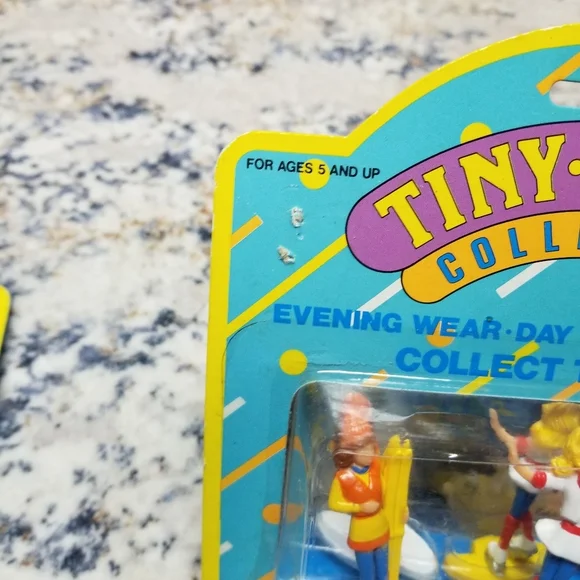 FOR AGES 5 AND UP
TINY
COLL
EVENING WEAR · DAY
COLLECT